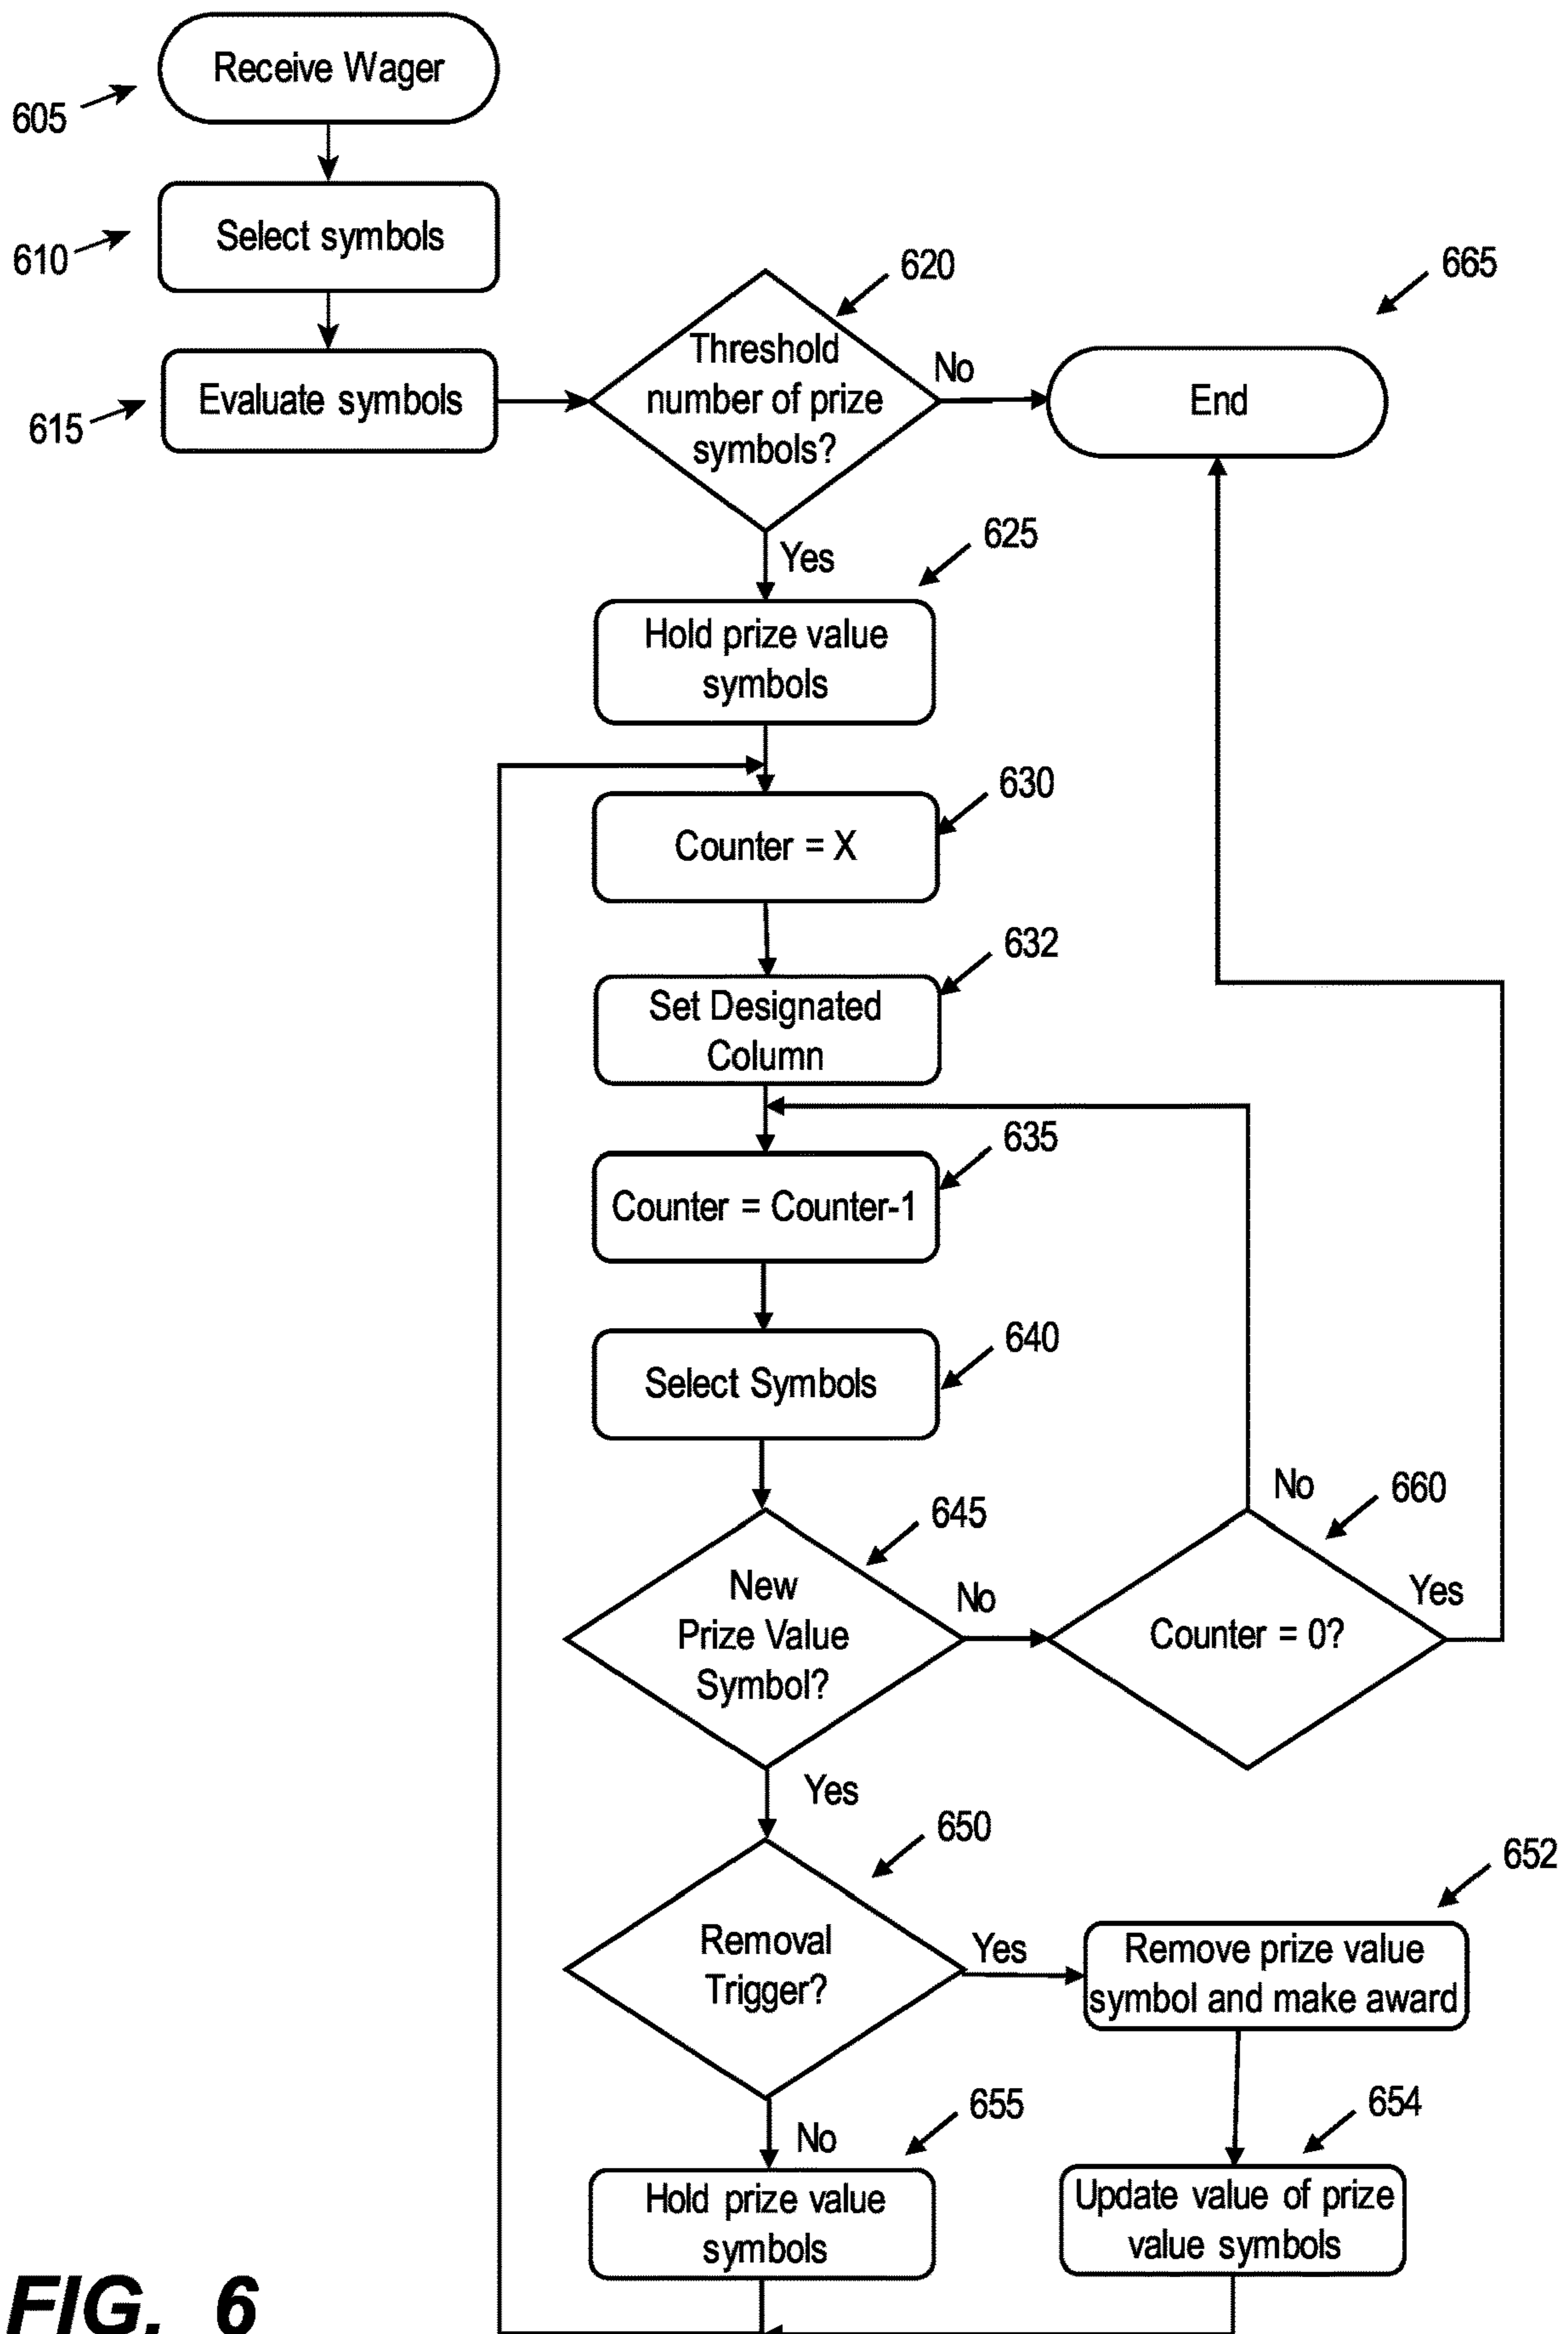 Receive Wager
605
Select symbols
610
Evaluate symbols
615
620
Threshold
number of prize
symbols?
No
665
End
Yes
625
Hold prize value
symbols
630
Counter = X
632
Set Designated
Column
635
Counter = Counter-1
640
Select Symbols
645
New
Prize Value
Symbol?
No
No
660
Counter = 0?
Yes
Yes
650
Removal
Trigger?
Yes
652
Remove prize value
symbol and make award
No
655
Hold prize value
symbols
654
Update value of prize
value symbols
FIG. 6